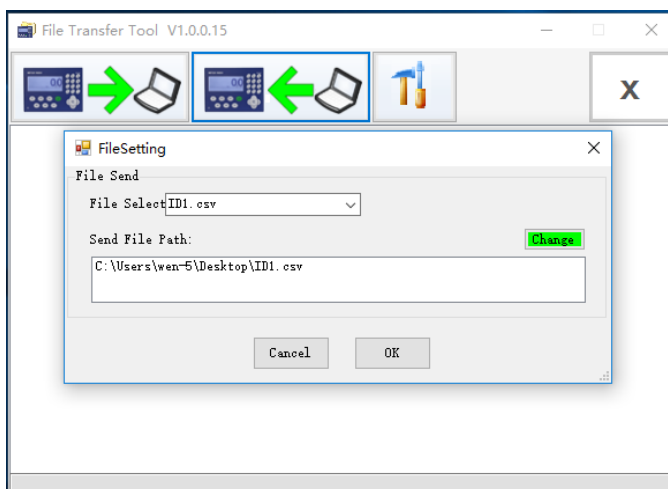 File Transfer Tool V1.0.0.15
X
FileSetting
File Send
File Select ID1.csv
Send File Path:
Change
C:\Users\wen-5\Desktop\ID1.csv
Cancel
OK